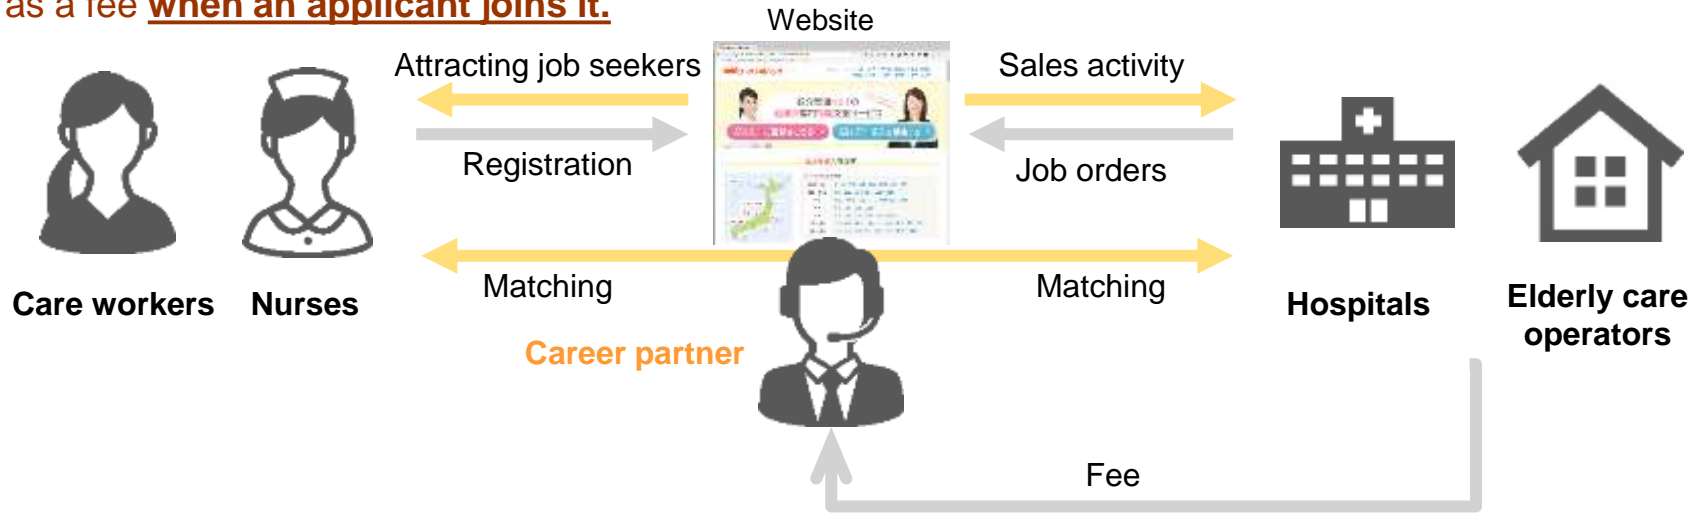 as a fee when an applicant joins it.
Website
Attracting job seekers
Sales activity
Registration
Job orders
Matching
Matching
Care workers
Nurses
Hospitals
Elderly care
operators
Career partner
Fee